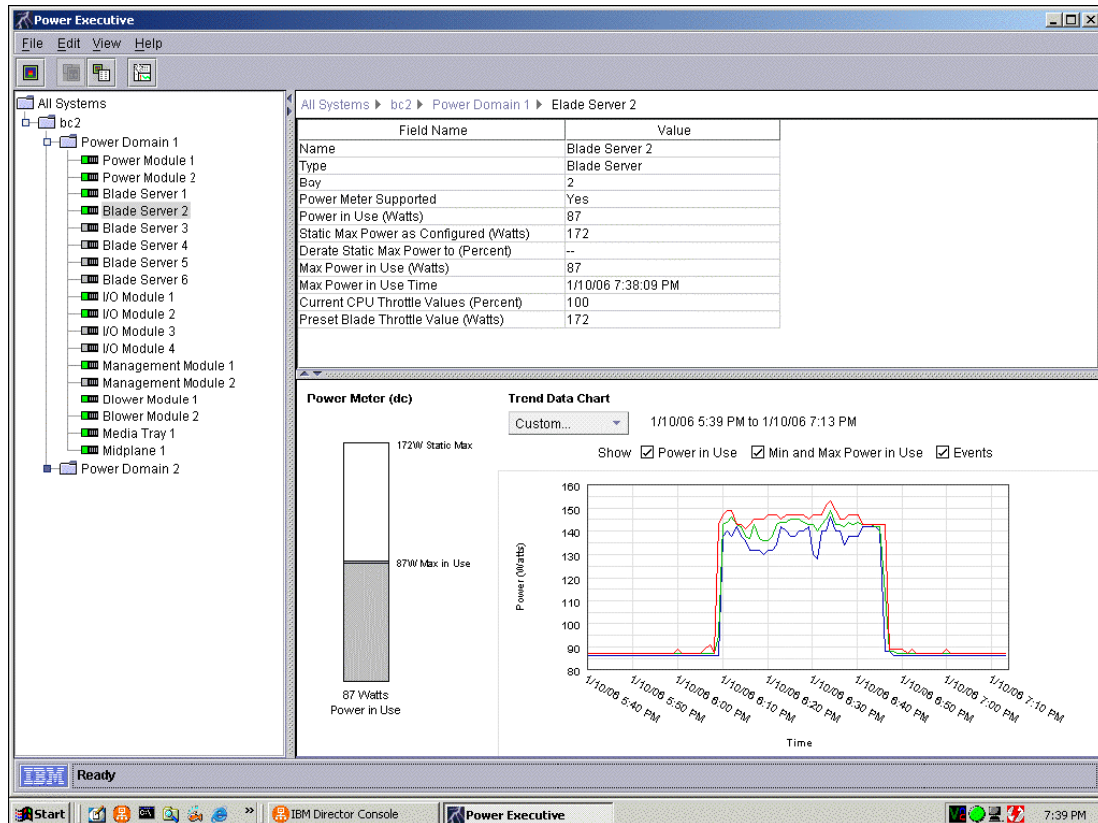 Power Executive
File Edit View Help
All Systems
bc2
Power Domain 1
Power Module 1
Power Module 2
Blade Server 1
Blade Server 2
Blade Server 3
Blade Server 4
Blade Server 5
Blade Server 6
I/O Module 1
I/O Module 2
I/O Module 3
I/O Module 4
Management Module 1
Management Module 2
Blower Module 1
Blower Module 2
Media Tray 1
Midplane 1
Power Domain 2
All Systems bc2 Power Domain 1 Blade Server 2
Field Name Value
Name Blade Server 2
Type Blade Server
Bay 2
Power Meter Supported Yes
Power in Use (Watts) 87
Static Max Power as Configured (Watts) 172
Derate Static Max Power to (Percent) --
Max Power in Use (Watts) 87
Max Power in Use Time 1/10/06 7:38:09 PM
Current CPU Throttle Values (Percent) 100
Preset Blade Throttle Value (Watts) 172
Power Meter (dc)
172W Static Max
87W Max in Use
87 Watts
Power in Use
Trend Data Chart
Custom... 1/10/06 5:39 PM to 1/10/06 7:13 PM
Show Power in Use Min and Max Power in Use Events
160
150
140
130
120
110
100
90
80
Power (Watts)
1/10/06 5:40 PM
1/10/06 5:50 PM
1/10/06 6:00 PM
1/10/06 6:10 PM
1/10/06 6:20 PM
1/10/06 6:30 PM
1/10/06 6:40 PM
1/10/06 6:50 PM
1/10/06 7:00 PM
1/10/06 7:10 PM
Time
IBM Ready
Start » IBM Director Console Power Executive 7:39 PM